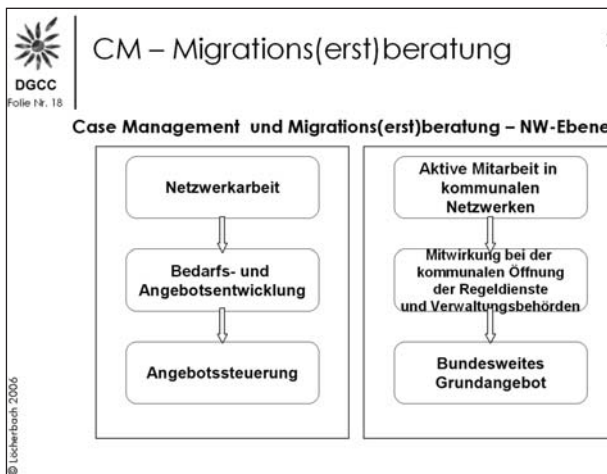 CM – Migrations(erst)beratung
DGCC
Folie Nr. 18
Case Management und Migrations(erst)beratung – NW-Ebene
Netzwerkarbeit
Bedarfs- und
Angebotsentwicklung
Angebotssteuerung
Aktive Mitarbeit in
kommunalen
Netzwerken
Mitwirkung bei der
kommunalen Öffnung
der Regeldienste
und Verwaltungsbehörden
Bundesweites
Grundangebot
© Löcherbach 2006